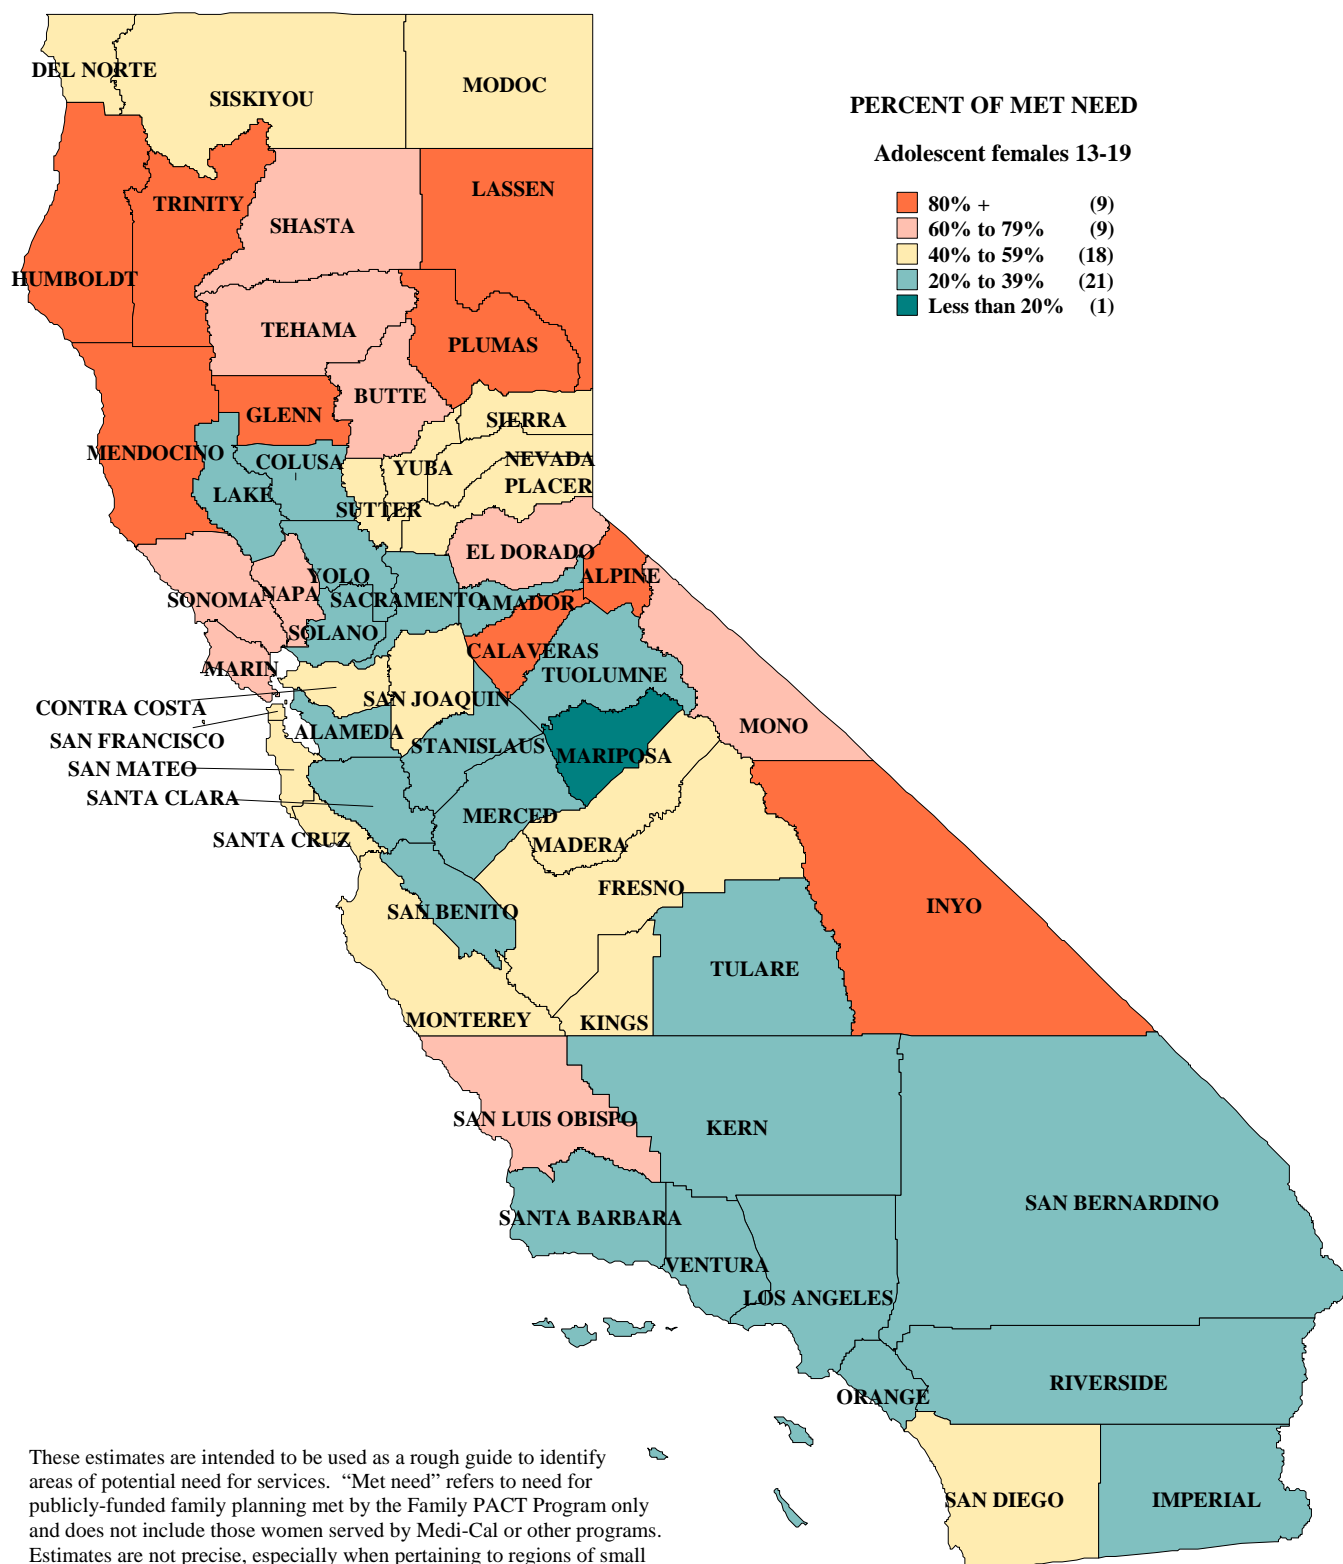 DEL NORTE
SISKIYOU
MODOC
PERCENT OF MET NEED
Adolescent females 13-19
80% + (9)
60% to 79% (9)
40% to 59% (18)
20% to 39% (21)
Less than 20% (1)
TRINITY
LASSEN
SHASTA
HUMBOLDT
TEHAMA
PLUMAS
BUTTE
GLENN
SIERRA
MENDOCINO
COLUSA
YUBA
NEVADA
LAKE
PLACER
SUTTER
EL DORADO
YOLO
ALPINE
SONOMA
NAPA
SACRAMENTO
AMADOR
SOLANO
CALAVERAS
MARIN
TUOLUMNE
CONTRA COSTA
SAN JOAQUIN
SAN FRANCISCO
ALAMEDA
STANISLAUS
MONO
MARIPOSA
SAN MATEO
SANTA CLARA
MERCED
SANTA CRUZ
MADERA
FRESNO
SAN BENITO
INYO
TULARE
MONTEREY
KINGS
SAN LUIS OBISPO
KERN
SAN BERNARDINO
SANTA BARBARA
VENTURA
LOS ANGELES
RIVERSIDE
ORANGE
SAN DIEGO
IMPERIAL
These estimates are intended to be used as a rough guide to identify
areas of potential need for services.  “Met need” refers to need for
publicly-funded family planning met by the Family PACT Program only
and does not include those women served by Medi-Cal or other programs.
Estimates are not precise, especially when pertaining to regions of small